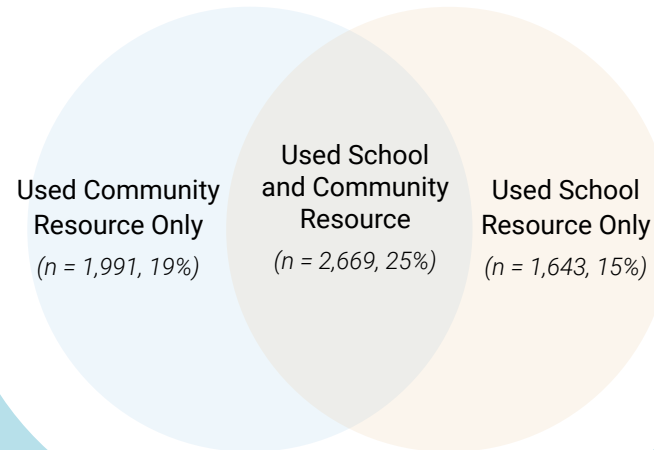 Used Community
Resource Only
(n = 1,991, 19%)
Used School
and Community
Resource
(n = 2,669, 25%)
Used School
Resource Only
(n = 1,643, 15%)